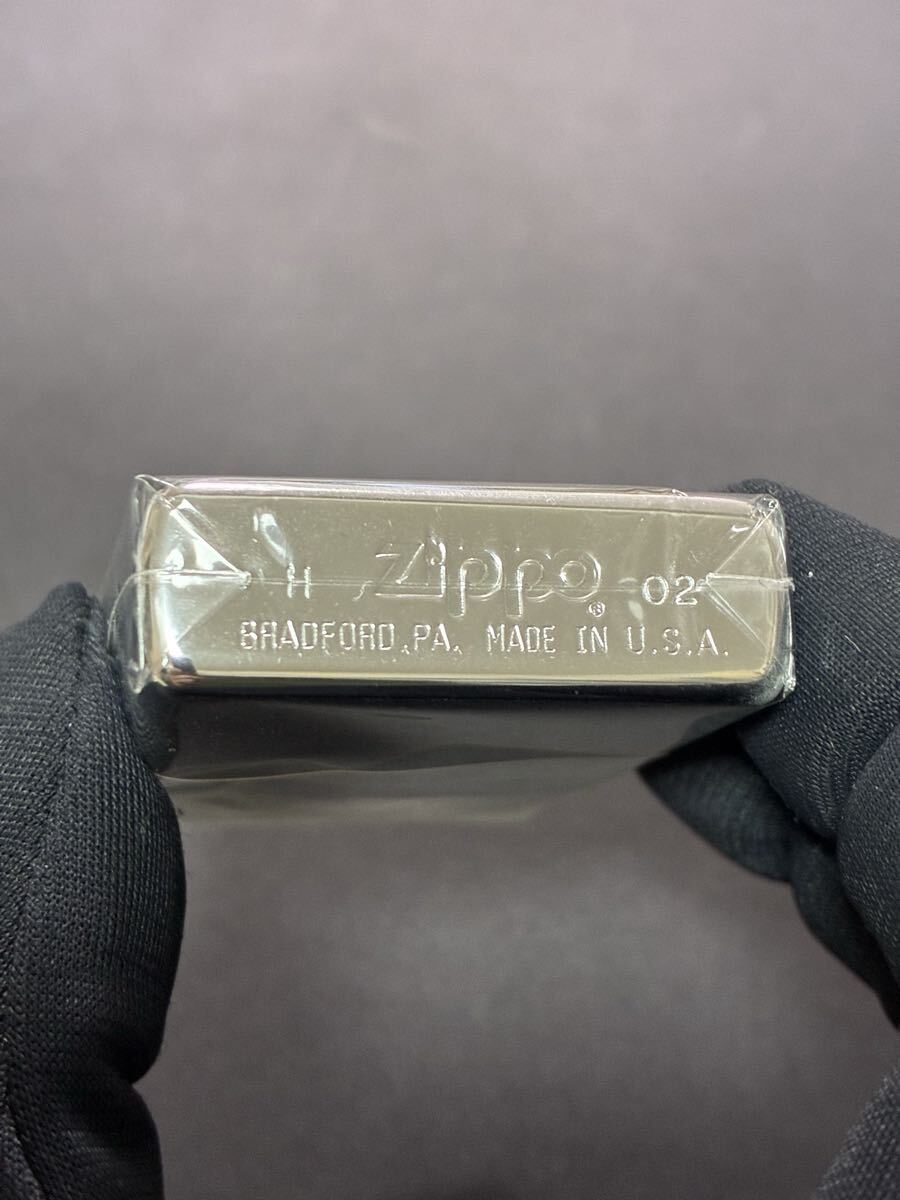 H Zippo ® 02
BRADFORD, PA. MADE IN U.S.A.